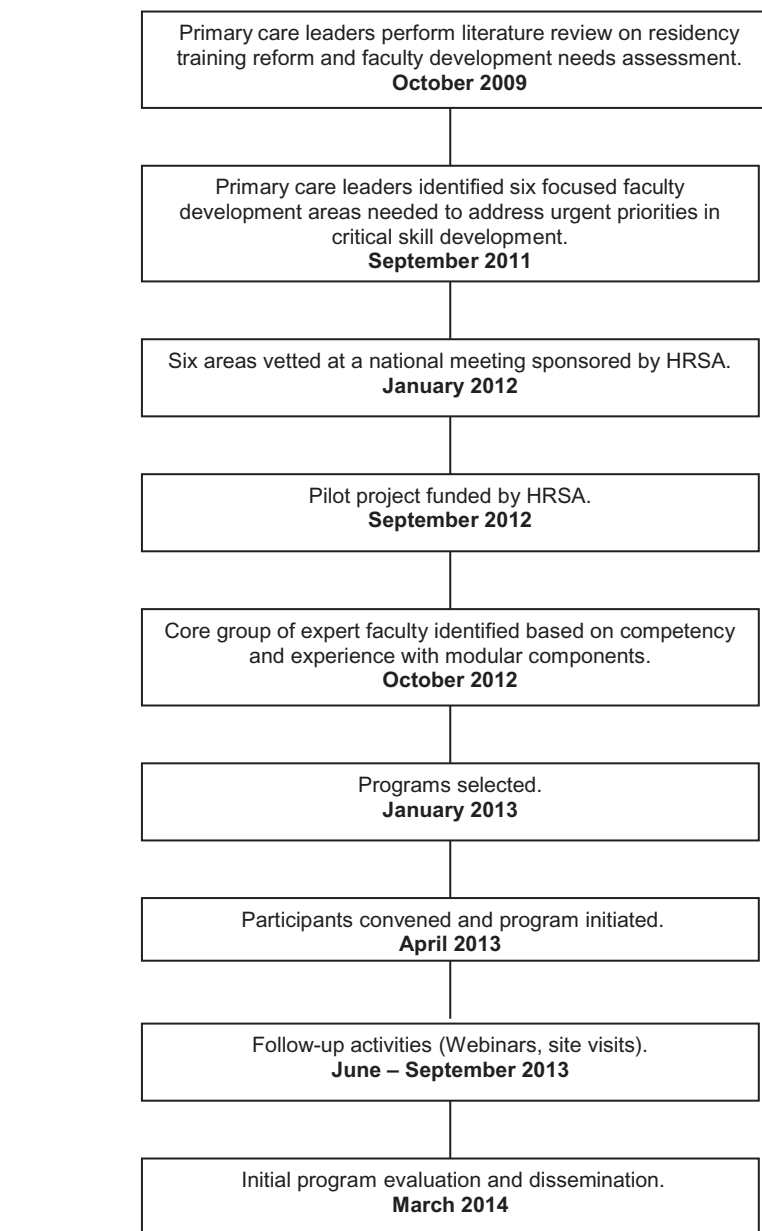 Primary care leaders perform literature review on residency
training reform and faculty development needs assessment.
October 2009
Primary care leaders identified six focused faculty
development areas needed to address urgent priorities in
critical skill development.
September 2011
Six areas vetted at a national meeting sponsored by HRSA.
January 2012
Pilot project funded by HRSA.
September 2012
Core group of expert faculty identified based on competency
and experience with modular components.
October 2012
Programs selected.
January 2013
Participants convened and program initiated.
April 2013
Follow-up activities (Webinars, site visits).
June – September 2013
Initial program evaluation and dissemination.
March 2014